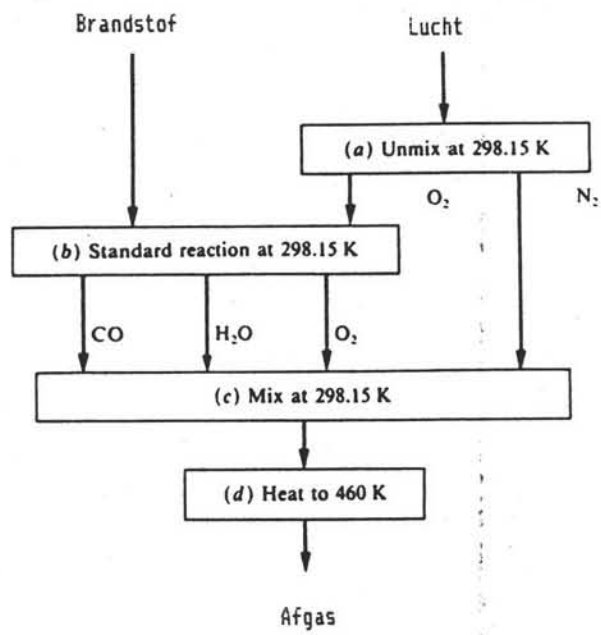 Brandstof Lucht
(a) Unmix at 298.15 K
O₂ N₂
(b) Standard reaction at 298.15 K
CO H₂O O₂
(c) Mix at 298.15 K
(d) Heat to 460 K
Afgas